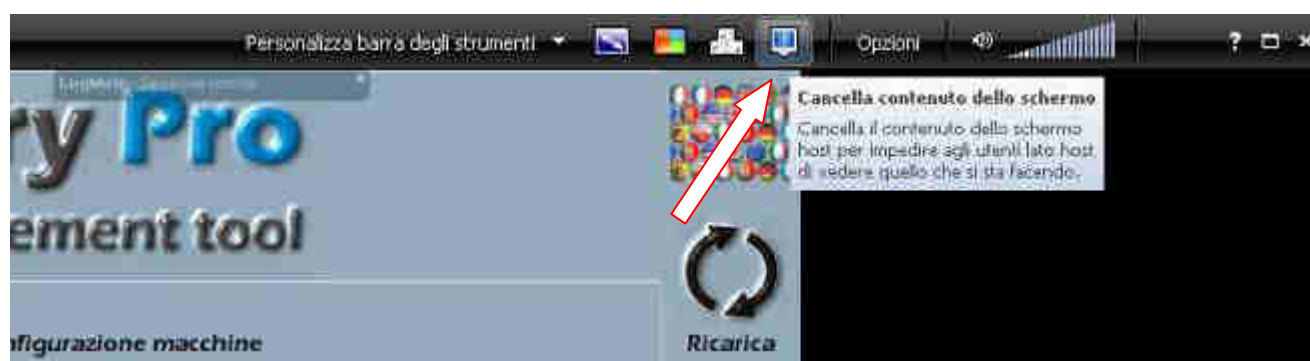 Personalizza barra degli strumenti
Opzioni
?
LogMeIn
Cancella contenuto dello schermo
Cancella il contenuto dello schermo
host per impedire agli utenti lato host
di vedere quello che si sta facendo.
ry Pro
ement tool
nfigurazione macchine
Ricarica